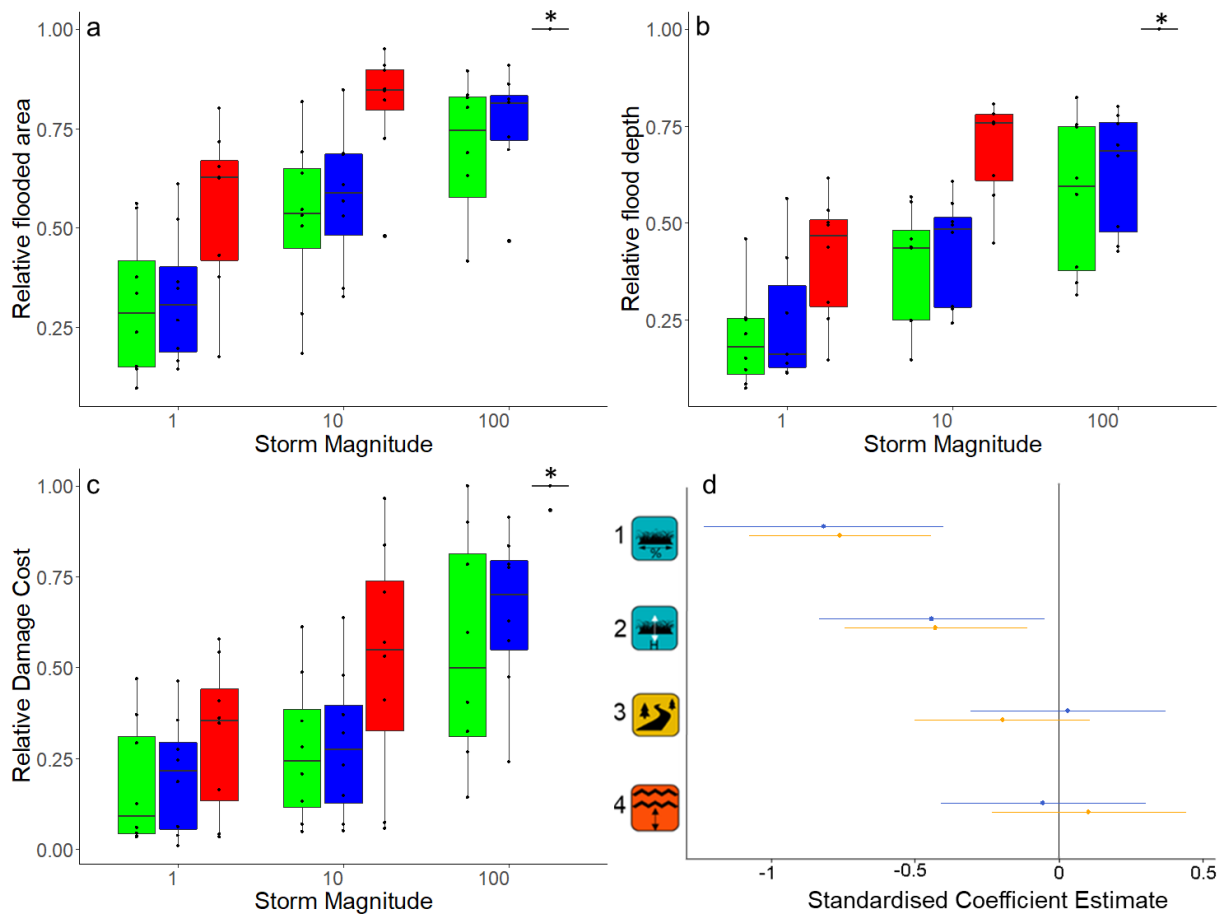 a
*
1.00
0.75
0.50
0.25
Relative flooded area
1
10
100
Storm Magnitude
b
*
1.00
0.75
0.50
0.25
Relative flood depth
1
10
100
Storm Magnitude
c
*
1.00
0.75
0.50
0.25
0.00
Relative Damage Cost
1
10
100
Storm Magnitude
d
1
%
2
H
3
4
-1
-0.5
0
0.5
Standardised Coefficient Estimate